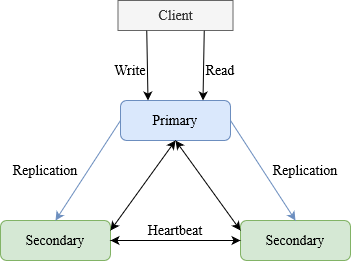 Client
Write
Read
Primary
Replication
Replication
Heartbeat
Secondary
Secondary